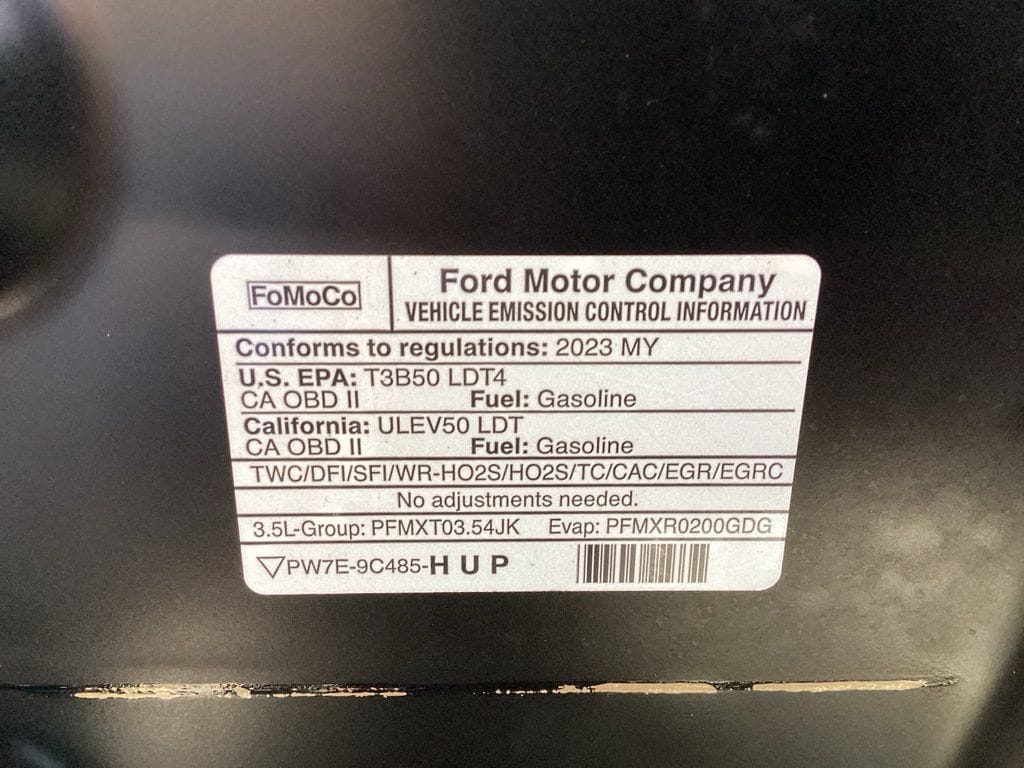 FoMoCo
Ford Motor Company
VEHICLE EMISSION CONTROL INFORMATION
Conforms to regulations: 2023 MY
U.S. EPA: T3B50 LDT4
CA OBD II Fuel: Gasoline
California: ULEV50 LDT
CA OBD II Fuel: Gasoline
TWC/DFI/SFI/WR-HO2S/HO2S/TC/CAC/EGR/EGRC
No adjustments needed.
3.5L-Group: PFMXT03.54JK Evap: PFMXR0200GDG
▽PW7E-9C485-H U P